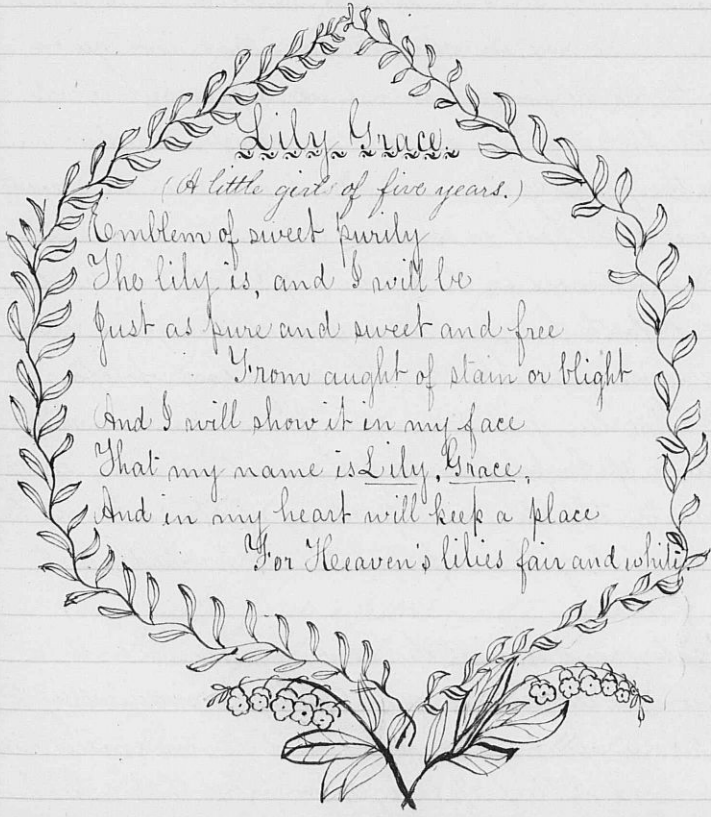 Lily Grace.
(A little girl of five years.)
Emblem of sweet purity
The lily is, and I will be
Just as pure and sweet and free
From aught of stain or blight
And I will show it in my face
That my name is Lily, Grace,
And in my heart will keep a place
For Heaven's lilies fair and white